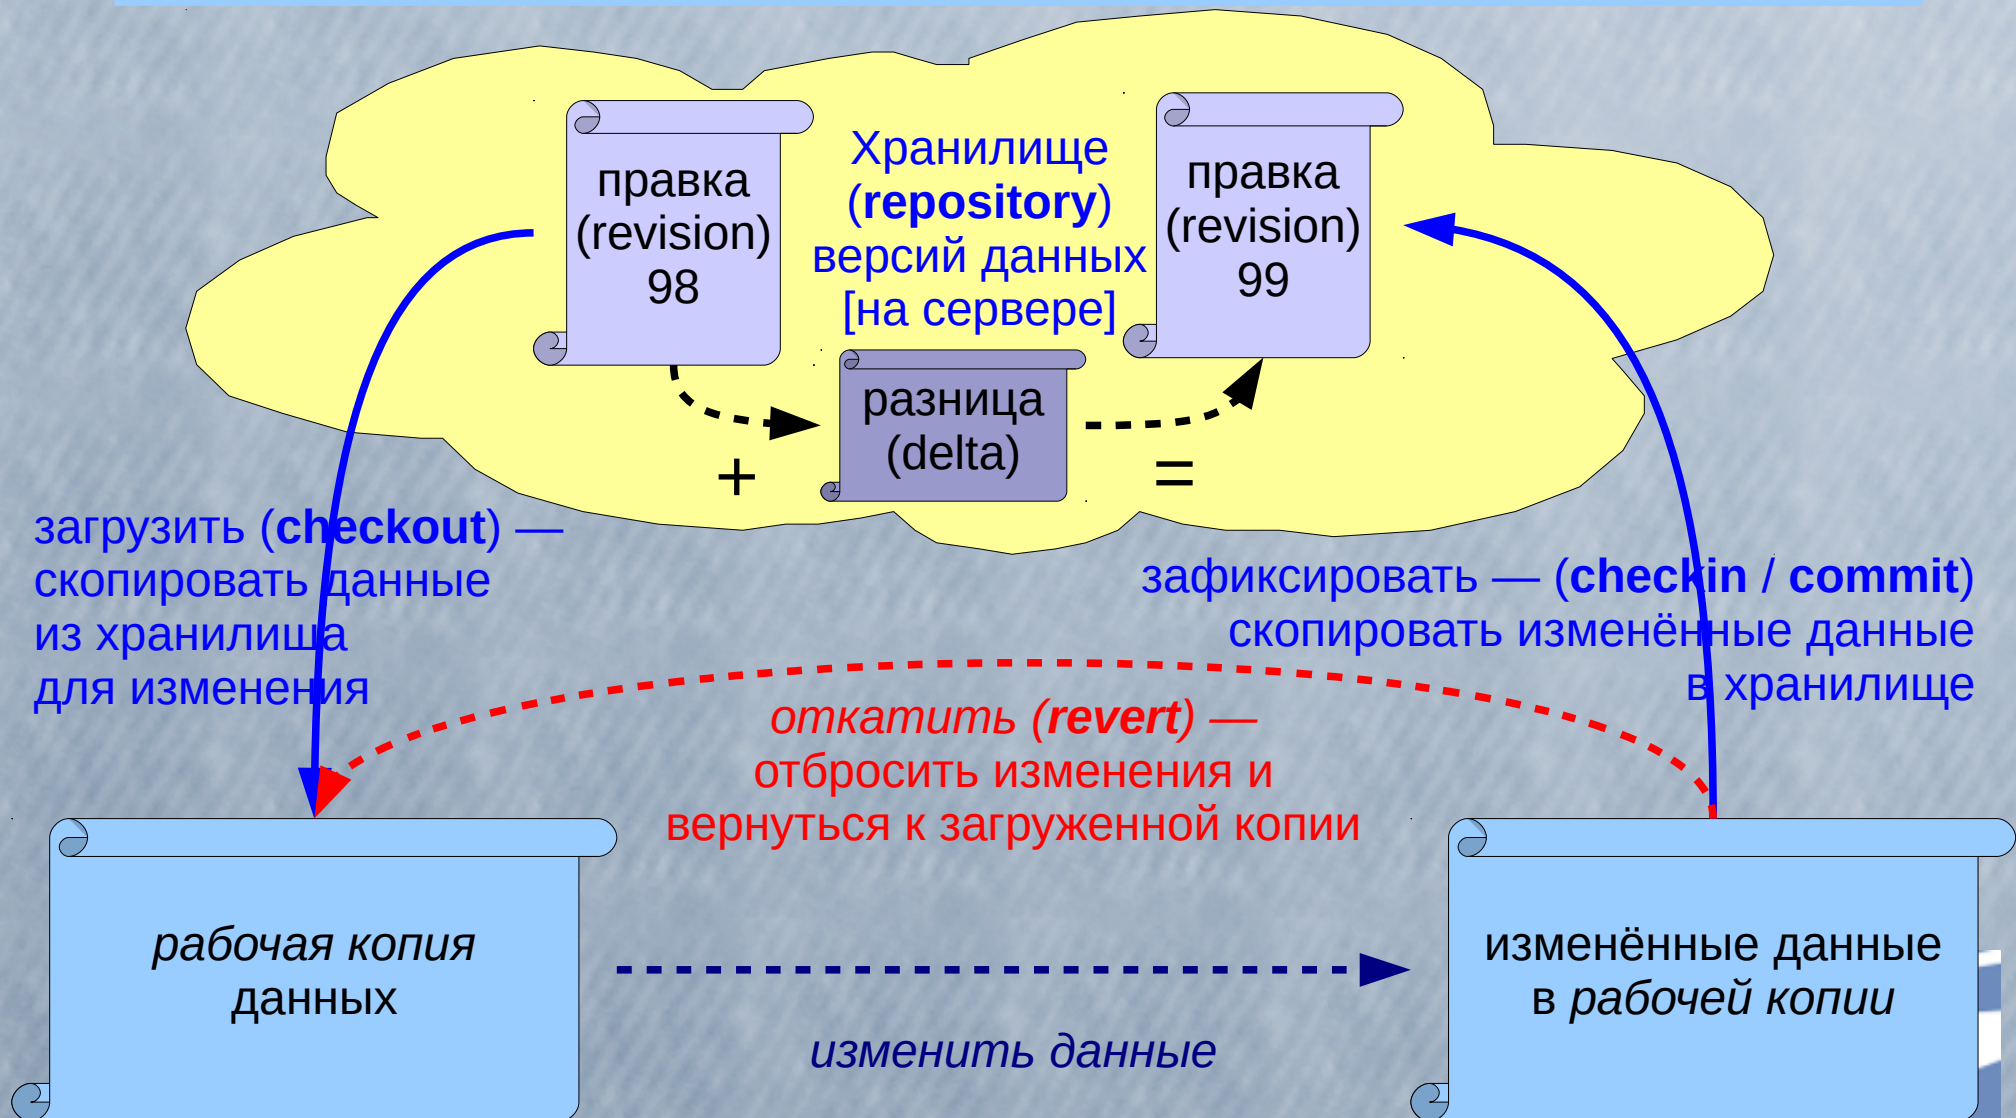 правка
(revision)
98
Хранилище
(repository)
версий данных
[на сервере]
правка
(revision)
99
разница
(delta)
+
=
загрузить (checkout) —
скопировать данные
из хранилиша
для изменения
зафиксировать — (checkin / commit)
скопировать изменённые данные
в хранилище
откатить (revert) —
отбросить изменения и
вернуться к загруженной копии
рабочая копия
данных
изменить данные
изменённые данные
в рабочей копии